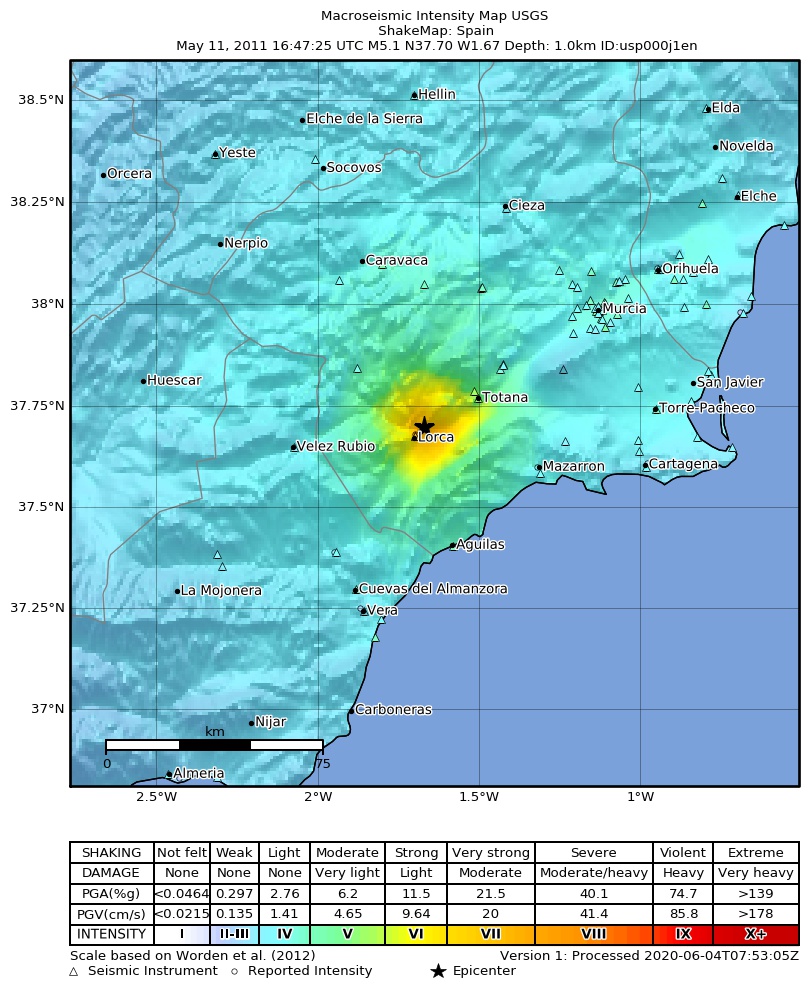 Macroseismic Intensity Map USGS
ShakeMap: Spain
May 11, 2011 16:47:25 UTC M5.1 N37.70 W1.67 Depth: 1.0km ID:usp000j1en
38.5°N
Hellin
Elda
Elche de la Sierra
Novelda
Yeste
Socovos
Orcera
38.25°N
Elche
Cieza
Nerpio
Caravaca
Orihuela
38°N
Murcia
Huescar
San Javier
37.75°N
Totana
Torre-Pacheco
Lorca
Velez Rubio
Mazarron
Cartagena
37.5°N
Aguilas
La Mojonera
Cuevas del Almanzora
37.25°N
Vera
37°N
Carboneras
Nijar
km
0 75
Almeria
2.5°W 2°W 1.5°W 1°W
SHAKING Not felt Weak Light Moderate Strong Very strong Severe Violent Extreme
DAMAGE None None None Very light Light Moderate Moderate/heavy Heavy Very heavy
PGA(%g) <0.0464 0.297 2.76 6.2 11.5 21.5 40.1 74.7 >139
PGV(cm/s) <0.0215 0.135 1.41 4.65 9.64 20 41.4 85.8 >178
INTENSITY I II-III IV V VI VII VIII IX X+
Scale based on Worden et al. (2012) Version 1: Processed 2020-06-04T07:53:05Z
△ Seismic Instrument ○ Reported Intensity ★ Epicenter